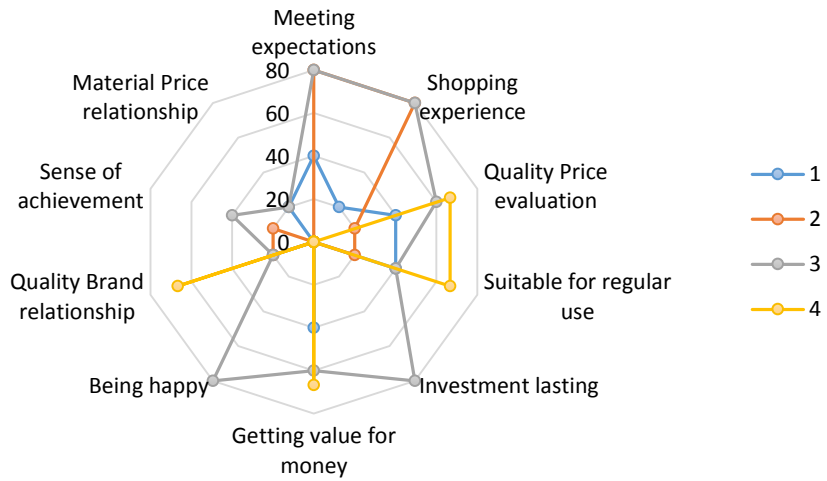 Meeting
expectations
Shopping
experience
Quality Price
evaluation
Suitable for regular
use
Investment lasting
Getting value for
money
Being happy
Quality Brand
relationship
Sense of
achievement
Material Price
relationship
80
60
40
20
0
1
2
3
4